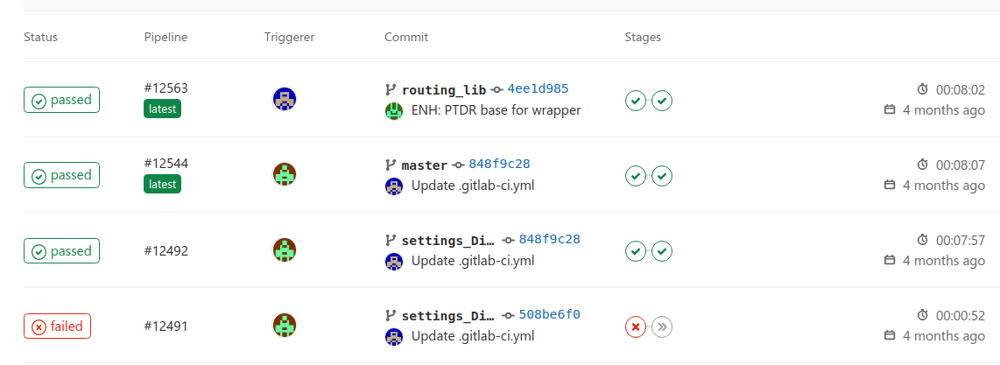 Status Pipeline Triggerer Commit Stages
passed #12563 routing_lib 4ee1d985 00:08:02
latest ENH: PTDR base for wrapper 4 months ago
passed #12544 master 848f9c28 00:08:07
latest Update .gitlab-ci.yml 4 months ago
passed #12492 settings_Di… 848f9c28 00:07:57
Update .gitlab-ci.yml 4 months ago
failed #12491 settings_Di… 508be6f0 00:00:52
Update .gitlab-ci.yml 4 months ago